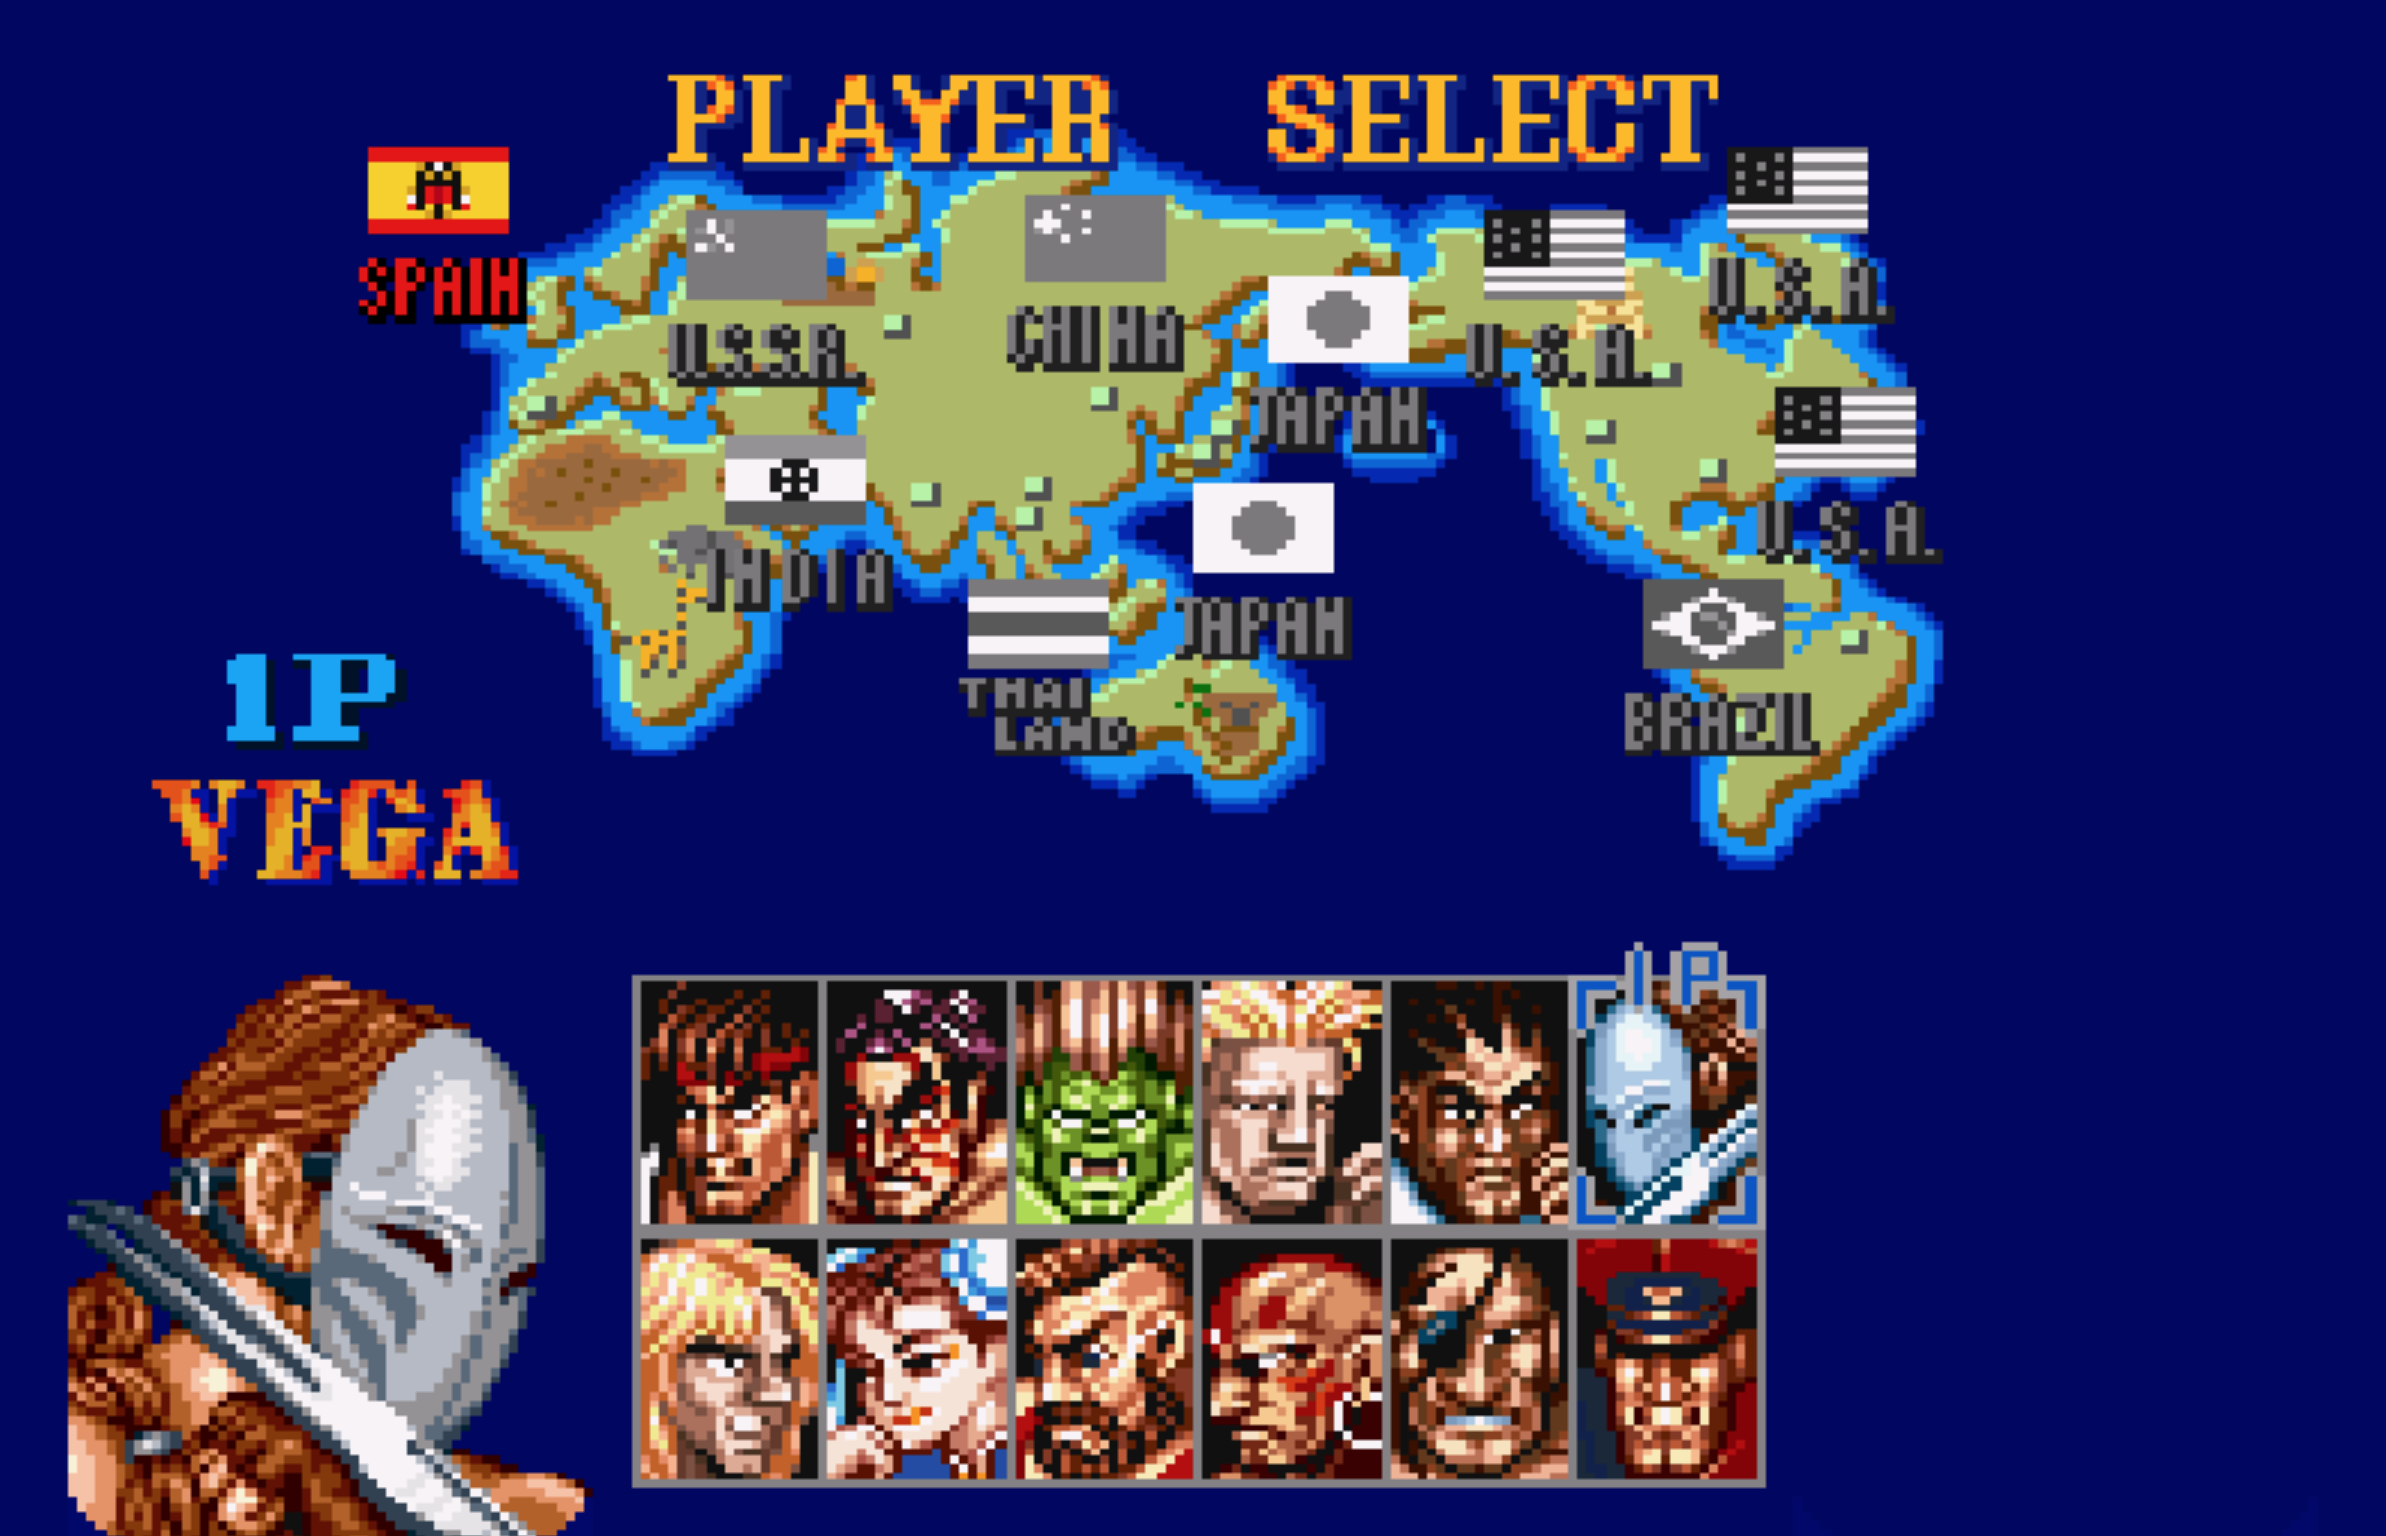 PLAYER SELECT
SPAIN
U.S.S.R.
CHINA
JAPAN
U.S.A.
U.S.A.
U.S.A.
INDIA
THAI
LAND
JAPAN
BRAZIL
1P
VEGA
1P